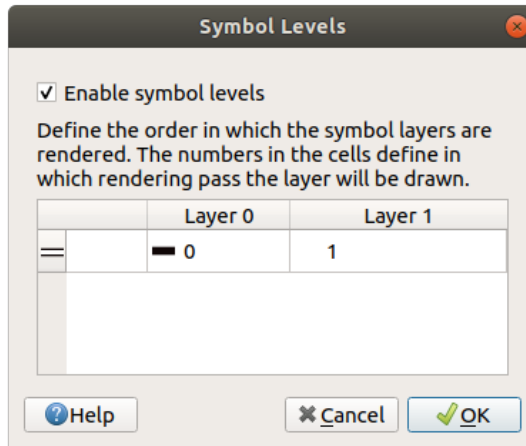 Symbol Levels
Enable symbol levels
Define the order in which the symbol layers are
rendered. The numbers in the cells define in
which rendering pass the layer will be drawn.
Layer 0 Layer 1
0 1
Help Cancel OK